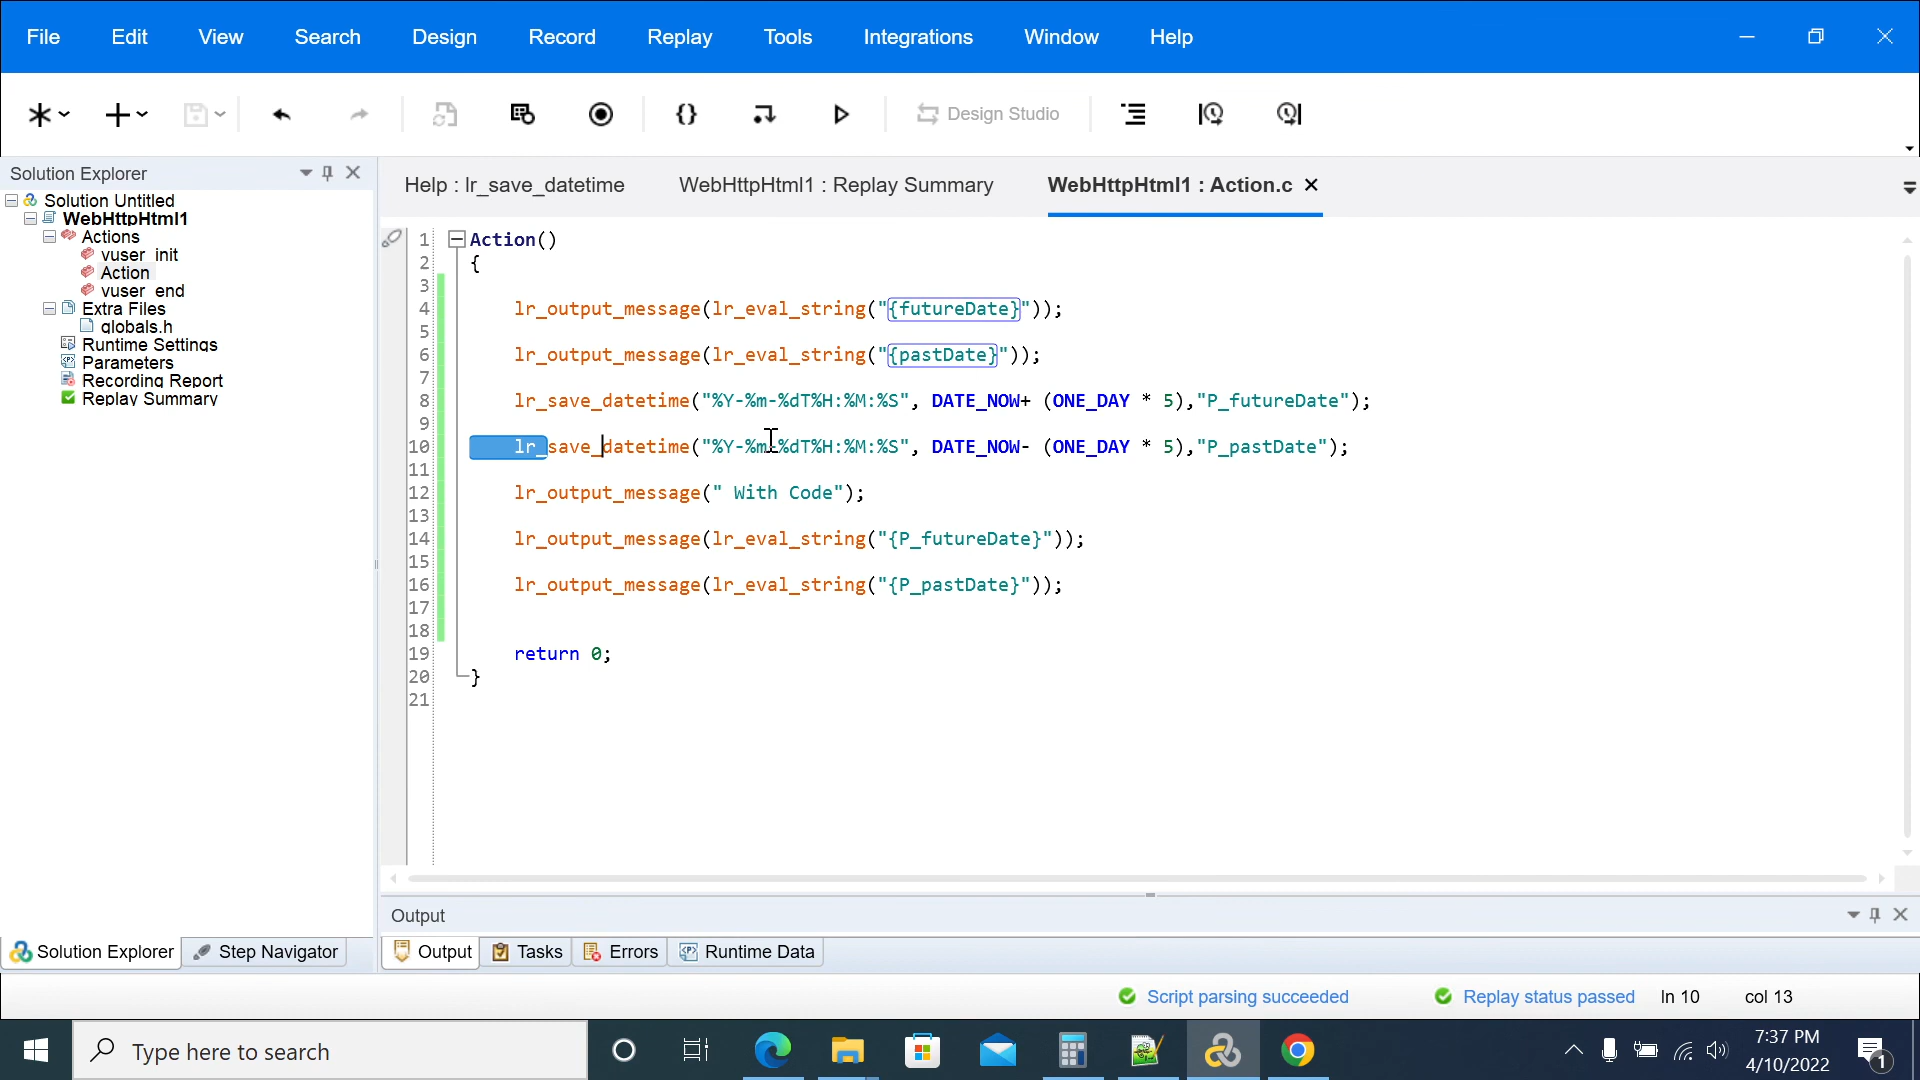 File Edit View Search Design Record Replay Tools Integrations Window Help
Design Studio
Solution Explorer
Solution Untitled
WebHttpHtml1
Actions
vuser_init
Action
vuser_end
Extra Files
globals.h
Runtime Settings
Parameters
Recording Report
Replay Summary
Help : lr_save_datetime WebHttpHtml1 : Replay Summary WebHttpHtml1 : Action.c
1 Action()
2 {
3
4 lr_output_message(lr_eval_string("{futureDate}"));
5
6 lr_output_message(lr_eval_string("{pastDate}"));
7
8 lr_save_datetime("%Y-%m-%dT%H:%M:%S", DATE_NOW+ (ONE_DAY * 5),"P_futureDate");
9
10 lr_save_datetime("%Y-%m-%dT%H:%M:%S", DATE_NOW- (ONE_DAY * 5),"P_pastDate");
11
12 lr_output_message(" With Code");
13
14 lr_output_message(lr_eval_string("{P_futureDate}"));
15
16 lr_output_message(lr_eval_string("{P_pastDate}"));
17
18
19 return 0;
20 }
21
Output
Solution Explorer Step Navigator Output Tasks Errors Runtime Data
Script parsing succeeded Replay status passed ln 10 col 13
Type here to search
7:37 PM
4/10/2022
1